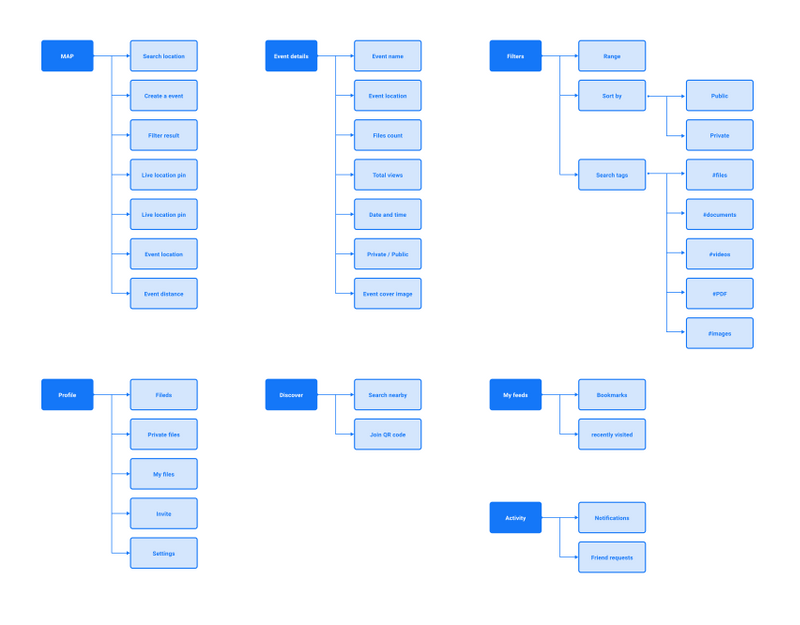 MAP
Search location
Create a event
Filter result
Live location pin
Live location pin
Event location
Event distance
Event details
Event name
Event location
Files count
Total views
Date and time
Private / Public
Event cover image
Filters
Range
Sort by
Public
Private
Search tags
#files
#documents
#videos
#PDF
#images
Profile
Fileds
Private files
My files
Invite
Settings
Discover
Search nearby
Join QR code
My feeds
Bookmarks
recently visited
Activity
Notifications
Friend requests